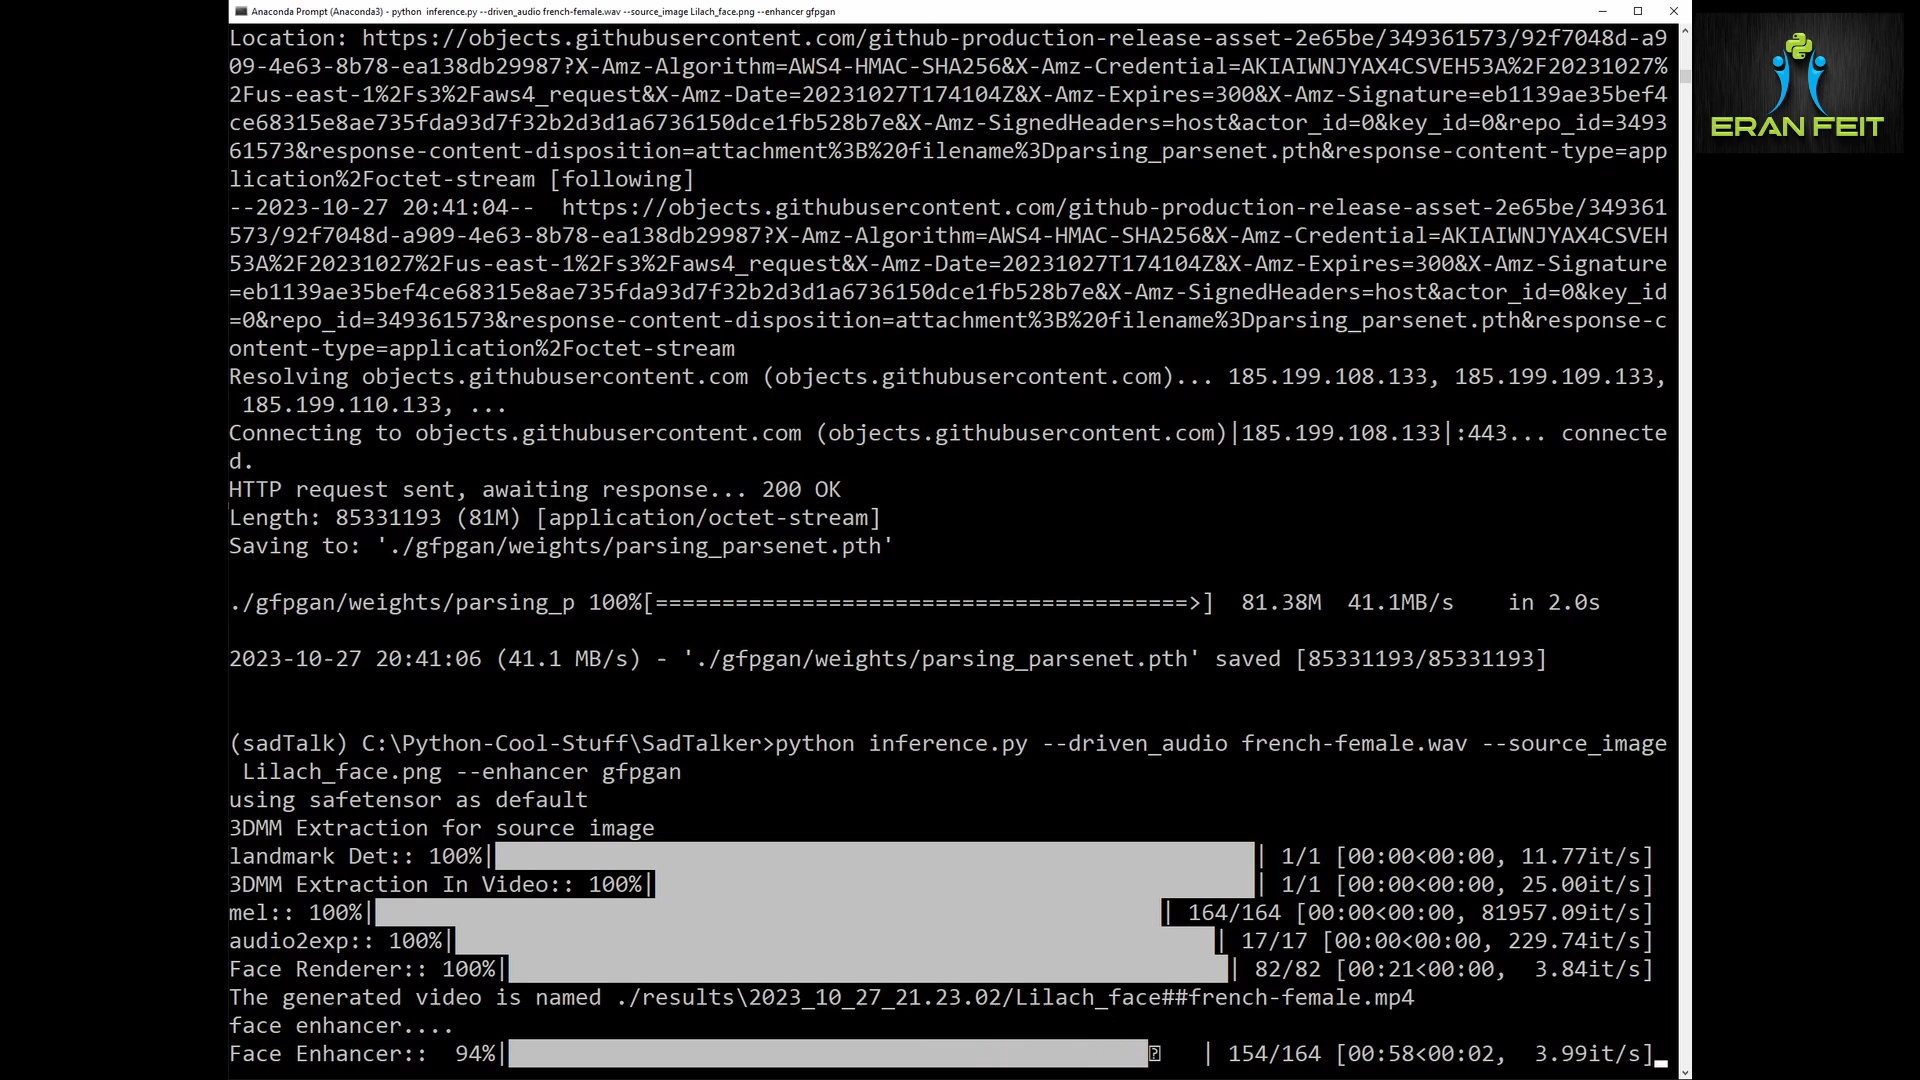 Anaconda Prompt (Anaconda3) - python  inference.py --driven_audio french-female.wav --source_image Lilach_face.png --enhancer gfpgan
Location: https://objects.githubusercontent.com/github-production-release-asset-2e65be/349361573/92f7048d-a9
09-4e63-8b78-ea138db29987?X-Amz-Algorithm=AWS4-HMAC-SHA256&X-Amz-Credential=AKIAIWNJYAX4CSVEH53A%2F20231027%
2Fus-east-1%2Fs3%2Faws4_request&X-Amz-Date=20231027T174104Z&X-Amz-Expires=300&X-Amz-Signature=eb1139ae35bef4
ce68315e8ae735fda93d7f32b2d3d1a6736150dce1fb528b7e&X-Amz-SignedHeaders=host&actor_id=0&key_id=0&repo_id=3493
61573&response-content-disposition=attachment%3B%20filename%3Dparsing_parsenet.pth&response-content-type=app
lication%2Foctet-stream [following]
--2023-10-27 20:41:04--  https://objects.githubusercontent.com/github-production-release-asset-2e65be/349361
573/92f7048d-a909-4e63-8b78-ea138db29987?X-Amz-Algorithm=AWS4-HMAC-SHA256&X-Amz-Credential=AKIAIWNJYAX4CSVEH
53A%2F20231027%2Fus-east-1%2Fs3%2Faws4_request&X-Amz-Date=20231027T174104Z&X-Amz-Expires=300&X-Amz-Signature
=eb1139ae35bef4ce68315e8ae735fda93d7f32b2d3d1a6736150dce1fb528b7e&X-Amz-SignedHeaders=host&actor_id=0&key_id
=0&repo_id=349361573&response-content-disposition=attachment%3B%20filename%3Dparsing_parsenet.pth&response-c
ontent-type=application%2Foctet-stream
Resolving objects.githubusercontent.com (objects.githubusercontent.com)... 185.199.108.133, 185.199.109.133,
 185.199.110.133, ...
Connecting to objects.githubusercontent.com (objects.githubusercontent.com)|185.199.108.133|:443... connecte
d.
HTTP request sent, awaiting response... 200 OK
Length: 85331193 (81M) [application/octet-stream]
Saving to: './gfpgan/weights/parsing_parsenet.pth'
./gfpgan/weights/parsing_p 100%[========================================>]  81.38M  41.1MB/s    in 2.0s
2023-10-27 20:41:06 (41.1 MB/s) - './gfpgan/weights/parsing_parsenet.pth' saved [85331193/85331193]
(sadTalk) C:\Python-Cool-Stuff\SadTalker>python inference.py --driven_audio french-female.wav --source_image
 Lilach_face.png --enhancer gfpgan
using safetensor as default
3DMM Extraction for source image
landmark Det:: 100%| | 1/1 [00:00<00:00, 11.77it/s]
3DMM Extraction In Video:: 100%| | 1/1 [00:00<00:00, 25.00it/s]
mel:: 100%| | 164/164 [00:00<00:00, 81957.09it/s]
audio2exp:: 100%| | 17/17 [00:00<00:00, 229.74it/s]
Face Renderer:: 100%| | 82/82 [00:21<00:00,  3.84it/s]
The generated video is named ./results\2023_10_27_21.23.02/Lilach_face##french-female.mp4
face enhancer....
Face Enhancer::  94%| | 154/164 [00:58<00:02,  3.99it/s]
ERAN FEIT